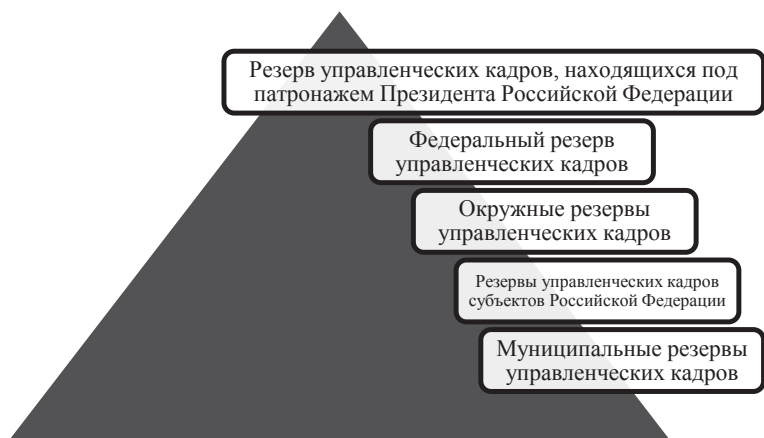 Резерв управленческих кадров, находящихся под
патронажем Президента Российской Федерации
Федеральный резерв
управленческих кадров
Окружные резервы
управленческих кадров
Резервы управленческих кадров
субъектов Российской Федерации
Муниципальные резервы
управленческих кадров